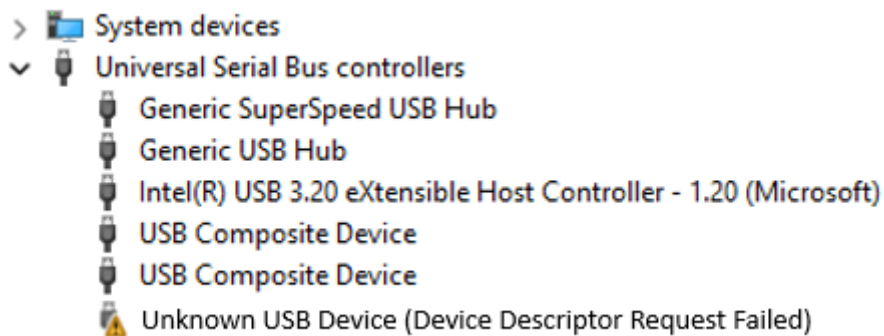 System devices
Universal Serial Bus controllers
Generic SuperSpeed USB Hub
Generic USB Hub
Intel(R) USB 3.20 eXtensible Host Controller - 1.20 (Microsoft)
USB Composite Device
USB Composite Device
Unknown USB Device (Device Descriptor Request Failed)